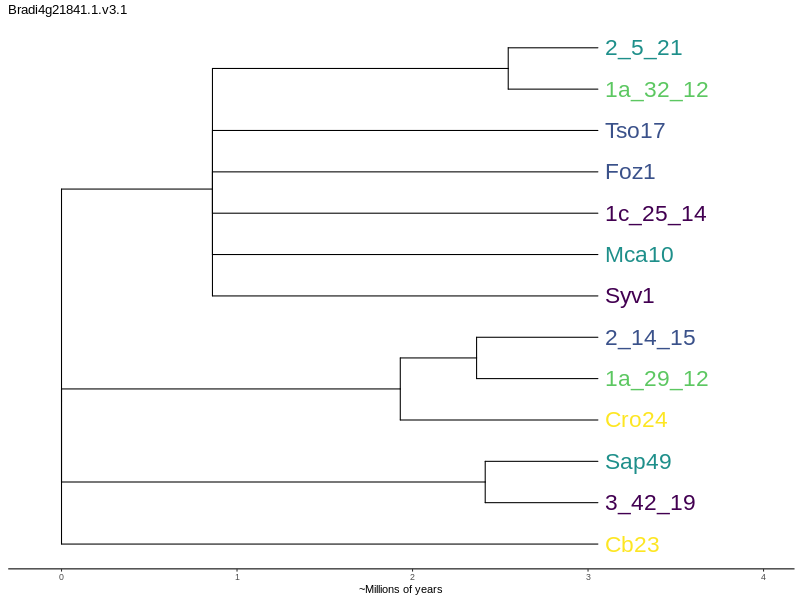 Bradi4g21841.1.v3.1
2_5_21
1a_32_12
Tso17
Foz1
1c_25_14
Mca10
Syv1
2_14_15
1a_29_12
Cro24
Sap49
3_42_19
Cb23
0 1 2 3 4
~Millions of years